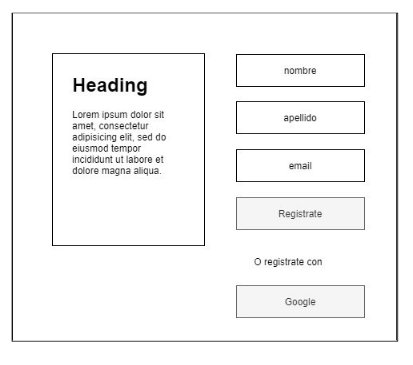 Heading
Lorem ipsum dolor sit
amet, consectetur
adipisicing elit, sed do
eiusmod tempor
incididunt ut labore et
dolore magna aliqua.
nombre
apellido
email
Registrate
O registrate con
Google